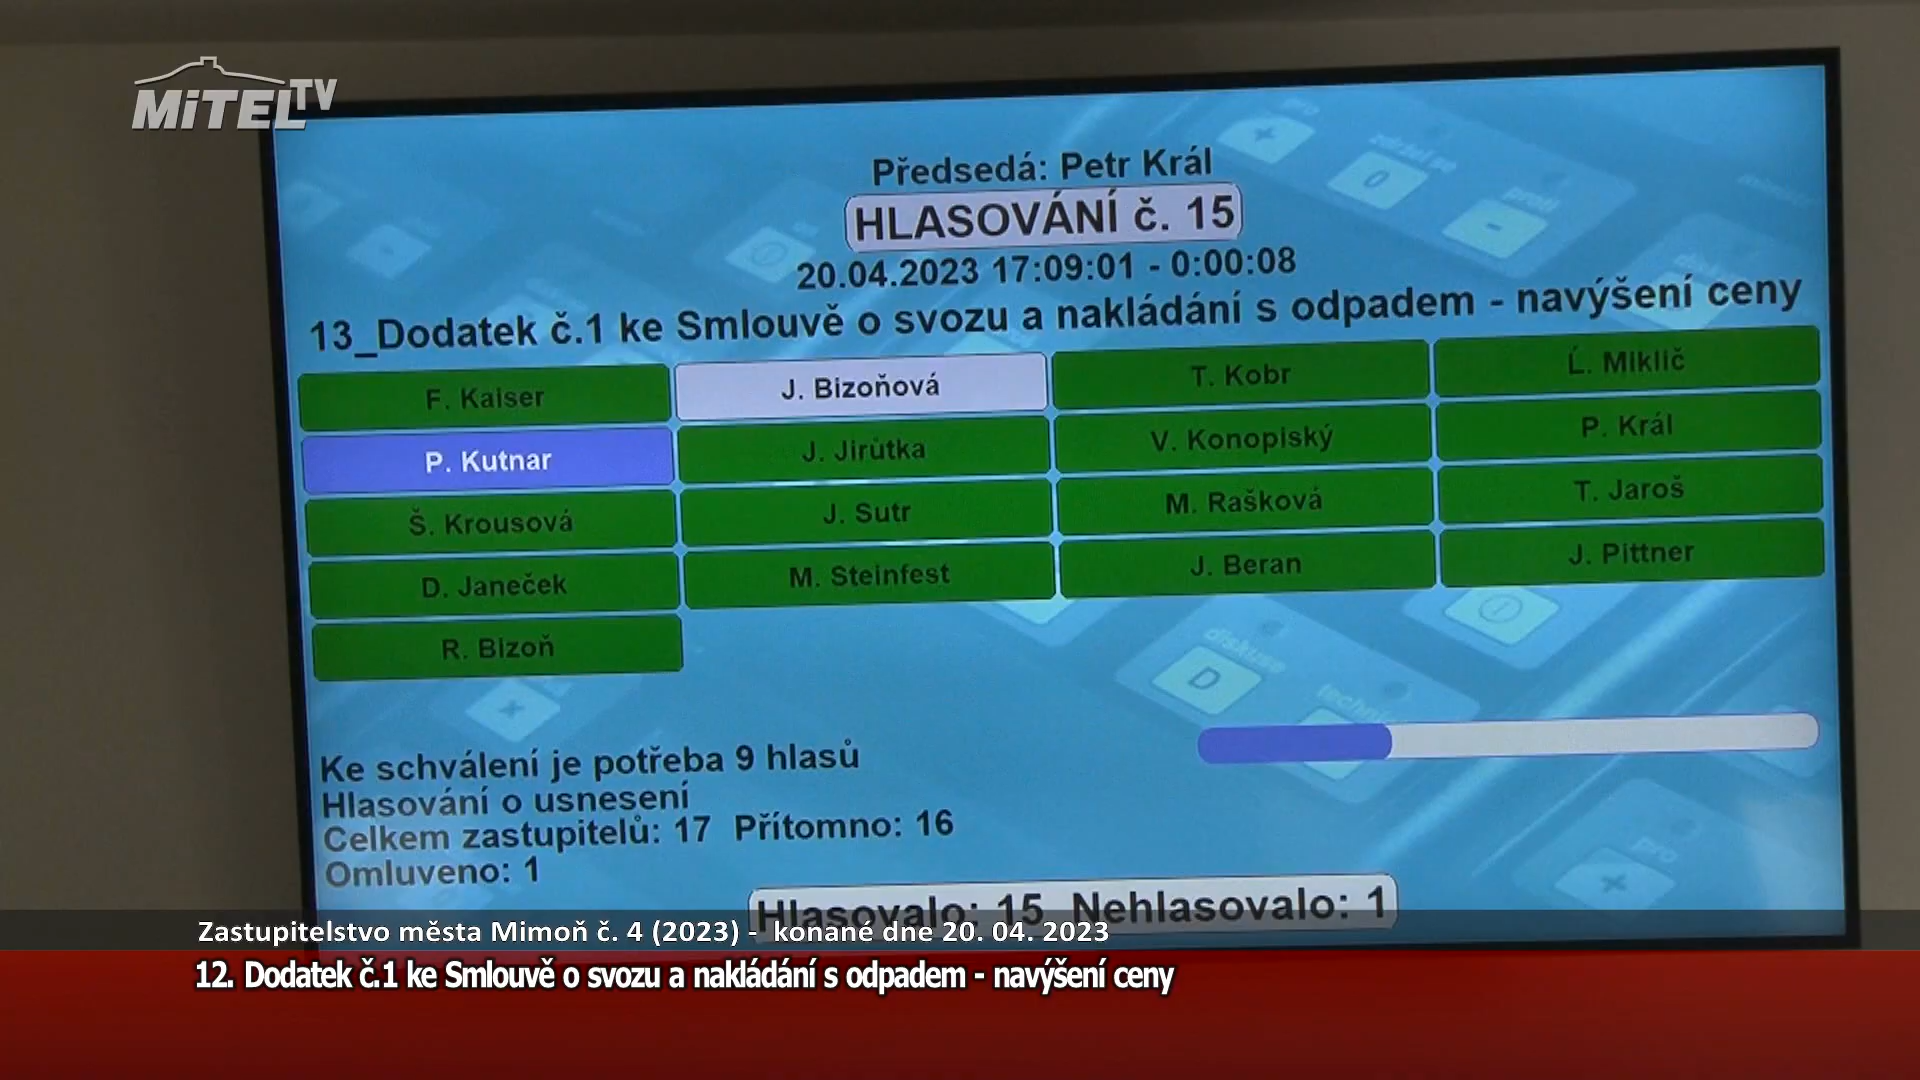 MiTEL TV
Předsedá: Petr Král
HLASOVÁNÍ č. 15
20.04.2023 17:09:01 - 0:00:08
13_Dodatek č.1 ke Smlouvě o svozu a nakládání s odpadem - navýšení ceny
F. Kaiser J. Bizoňová T. Kobr Ĺ. Miklič
P. Kutnar J. Jirůtka V. Konopiský P. Král
Š. Krousová J. Sutr M. Rašková T. Jaroš
D. Janeček M. Steinfest J. Beran J. Pittner
R. Bizoň
Ke schválení je potřeba 9 hlasů
Hlasování o usnesení
Celkem zastupitelů: 17 Přítomno: 16
Omluveno: 1
Hlasovalo: 15 Nehlasovalo: 1
Zastupitelstvo města Mimoň č. 4 (2023) - konané dne 20. 04. 2023
12. Dodatek č.1 ke Smlouvě o svozu a nakládání s odpadem - navýšení ceny